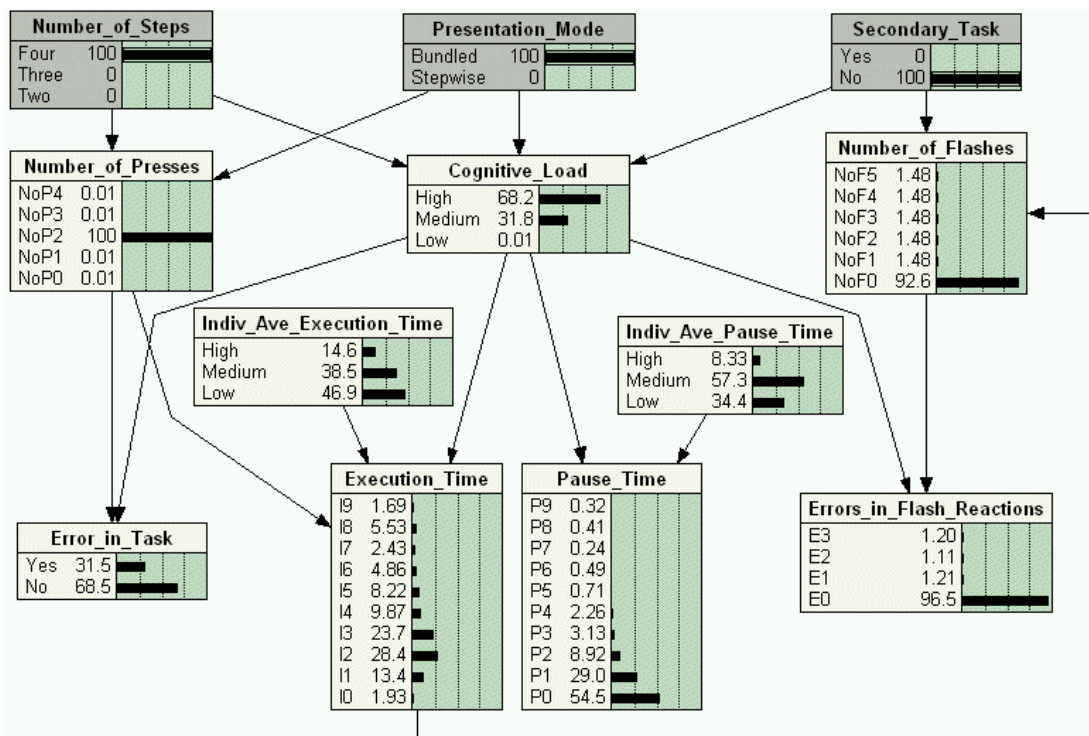 Number_of_Steps
Four 100
Three 0
Two 0
Presentation_Mode
Bundled 100
Stepwise 0
Secondary_Task
Yes 0
No 100
Number_of_Presses
NoP4 0.01
NoP3 0.01
NoP2 100
NoP1 0.01
NoP0 0.01
Cognitive_Load
High 68.2
Medium 31.8
Low 0.01
Number_of_Flashes
NoF5 1.48
NoF4 1.48
NoF3 1.48
NoF2 1.48
NoF1 1.48
NoF0 92.6
Indiv_Ave_Execution_Time
High 14.6
Medium 38.5
Low 46.9
Indiv_Ave_Pause_Time
High 8.33
Medium 57.3
Low 34.4
Execution_Time
I9 1.69
I8 5.53
I7 2.43
I6 4.86
I5 8.22
I4 9.87
I3 23.7
I2 28.4
I1 13.4
I0 1.93
Pause_Time
P9 0.32
P8 0.41
P7 0.24
P6 0.49
P5 0.71
P4 2.26
P3 3.13
P2 8.92
P1 29.0
P0 54.5
Error_in_Task
Yes 31.5
No 68.5
Errors_in_Flash_Reactions
E3 1.20
E2 1.11
E1 1.21
E0 96.5